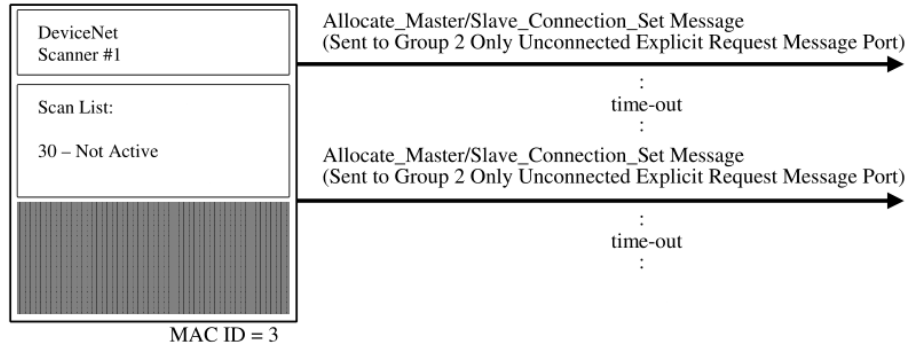 DeviceNet
Scanner #1
Scan List:
30 – Not Active
MAC ID = 3
Allocate_Master/Slave_Connection_Set Message
(Sent to Group 2 Only Unconnected Explicit Request Message Port)
:
time-out
:
Allocate_Master/Slave_Connection_Set Message
(Sent to Group 2 Only Unconnected Explicit Request Message Port)
:
time-out
: